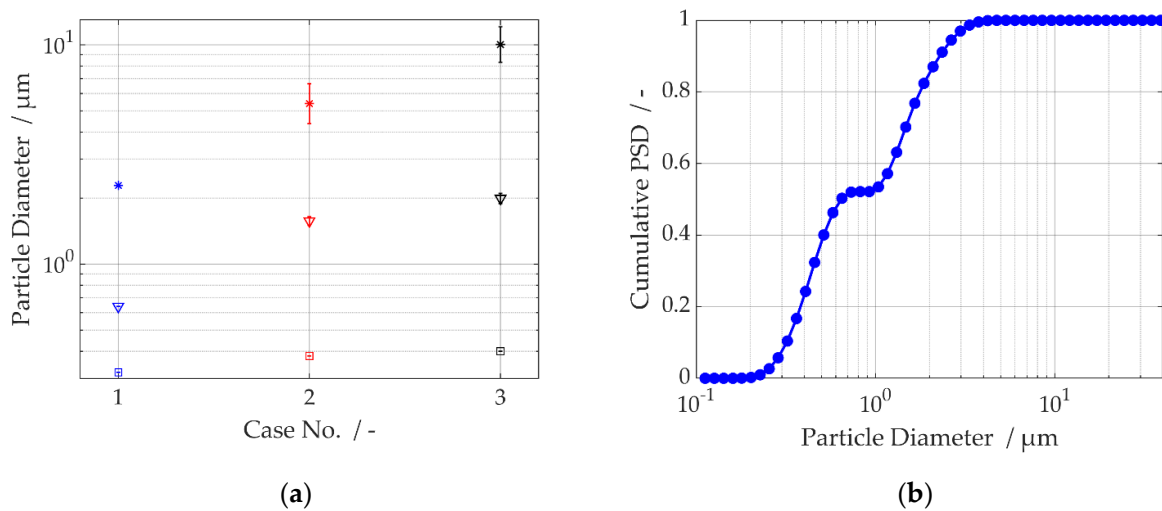 10^1
10^0
Particle Diameter / μm
1 2 3
Case No. / -
(a)
1
0.8
0.6
0.4
0.2
0
Cumulative PSD / -
10^-1 10^0 10^1
Particle Diameter / μm
(b)